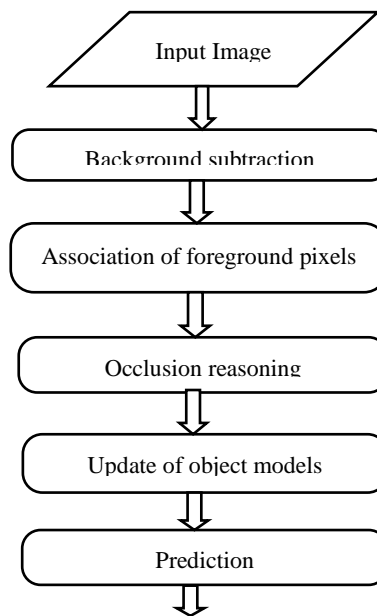 Input Image
Background subtraction
Association of foreground pixels
Occlusion reasoning
Update of object models
Prediction